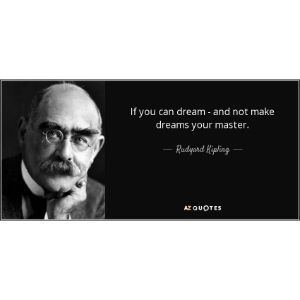 If you can dream - and not make
dreams your master.
— Rudyard Kipling —
AZ QUOTES